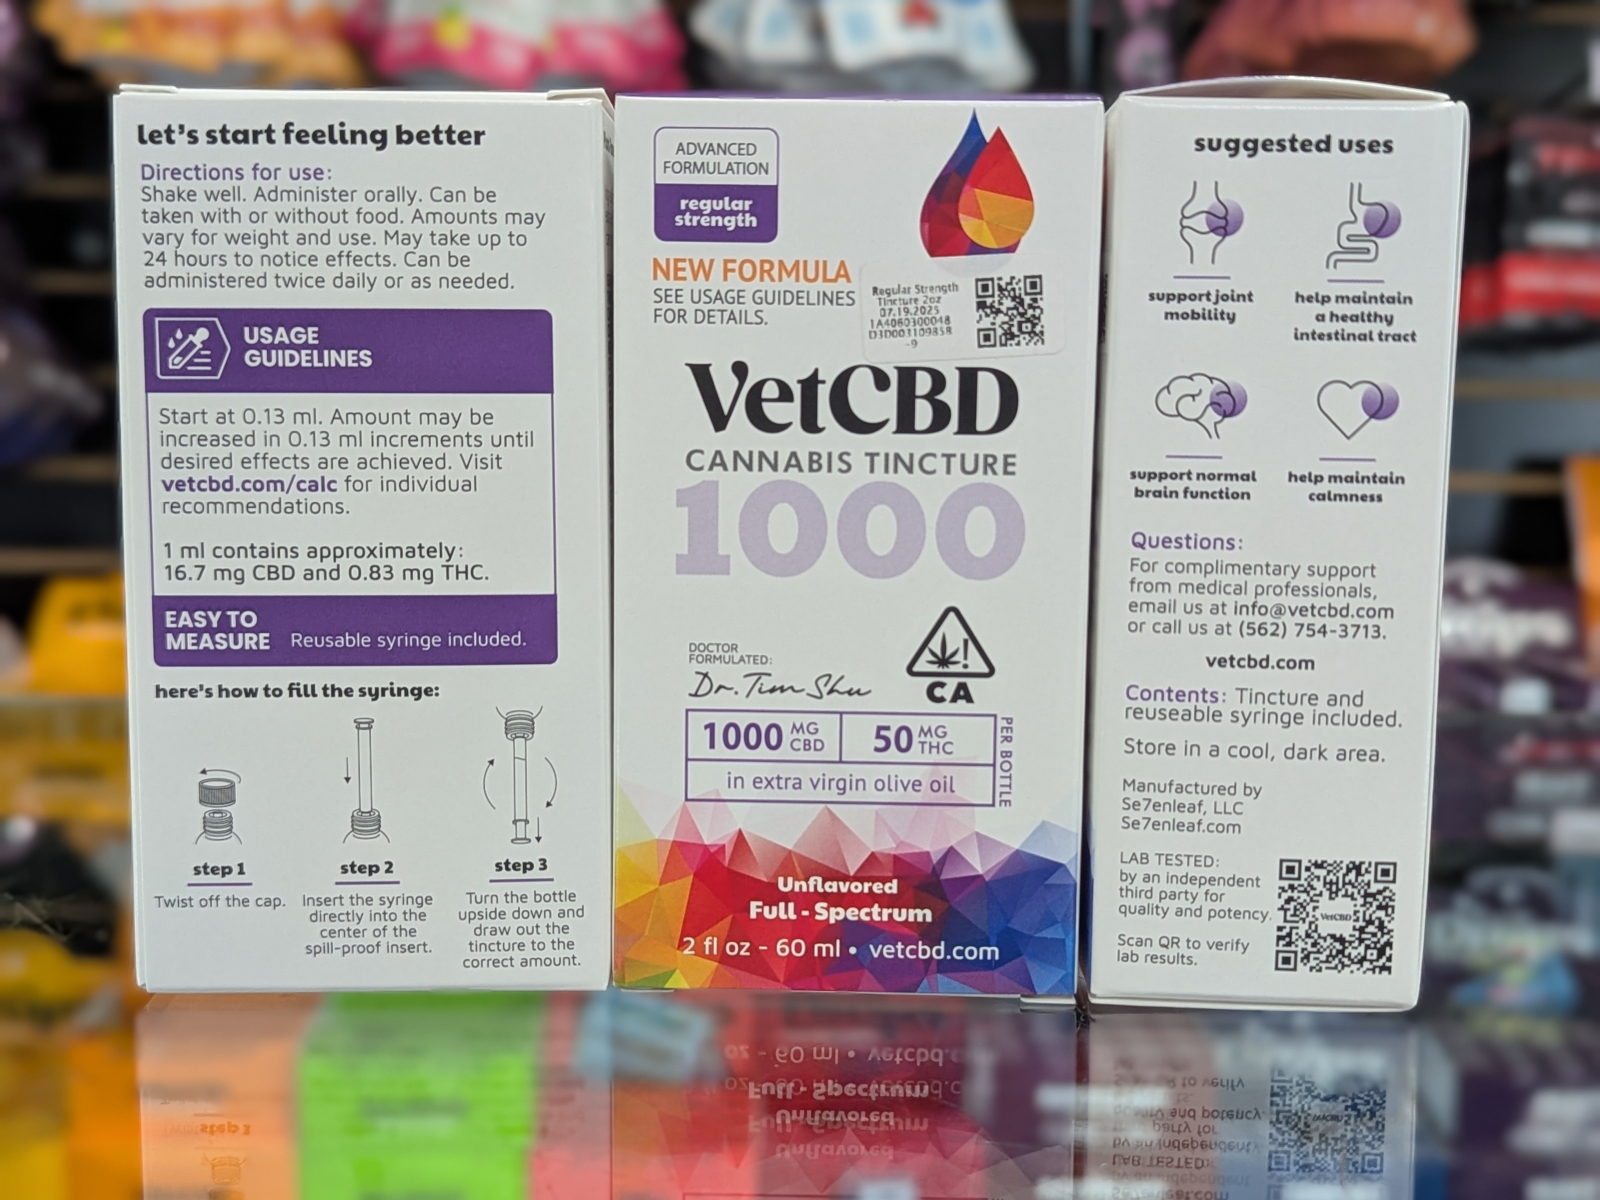 let's start feeling better
Directions for use:
Shake well. Administer orally. Can be
taken with or without food. Amounts may
vary for weight and use. May take up to
24 hours to notice effects. Can be
administered twice daily or as needed.
USAGE
GUIDELINES
Start at 0.13 ml. Amount may be
increased in 0.13 ml increments until
desired effects are achieved. Visit
vetcbd.com/calc for individual
recommendations.
1 ml contains approximately:
16.7 mg CBD and 0.83 mg THC.
EASY TO
MEASURE Reusable syringe included.
here's how to fill the syringe:
step 1
Twist off the cap.
step 2
Insert the syringe
directly into the
center of the
spill-proof insert.
step 3
Turn the bottle
upside down and
draw out the
tincture to the
correct amount.
ADVANCED
FORMULATION
regular
strength
NEW FORMULA
SEE USAGE GUIDELINES
FOR DETAILS.
Regular Strength
Tincture 2oz
07.19.2025
1A4060300048
D3D003109858
-9
VetCBD
CANNABIS TINCTURE
1000
DOCTOR
FORMULATED:
Dr. Tim Shu
CA
1000 MG CBD
50 MG THC
PER BOTTLE
in extra virgin olive oil
Unflavored
Full - Spectrum
2 fl oz - 60 ml • vetcbd.com
suggested uses
support joint
mobility
help maintain
a healthy
intestinal tract
support normal
brain function
help maintain
calmness
Questions:
For complimentary support
from medical professionals,
email us at info@vetcbd.com
or call us at (562) 754-3713.
vetcbd.com
Contents: Tincture and
reuseable syringe included.
Store in a cool, dark area.
Manufactured by
Se7enleaf, LLC
Se7enleaf.com
LAB TESTED:
by an independent
third party for
quality and potency.
Scan QR to verify
lab results.
VetCBD